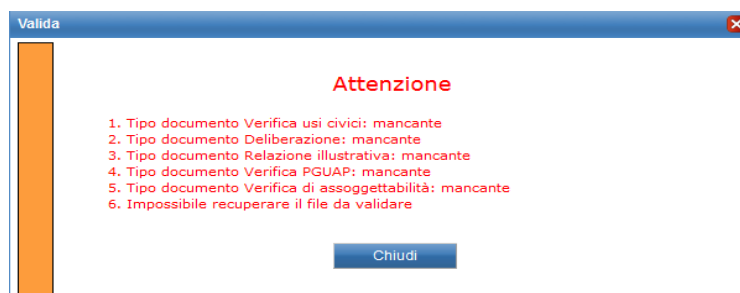 Valida
Attenzione
1. Tipo documento Verifica usi civici: mancante
2. Tipo documento Deliberazione: mancante
3. Tipo documento Relazione illustrativa: mancante
4. Tipo documento Verifica PGUAP: mancante
5. Tipo documento Verifica di assoggettabilità: mancante
6. Impossibile recuperare il file da validare
Chiudi